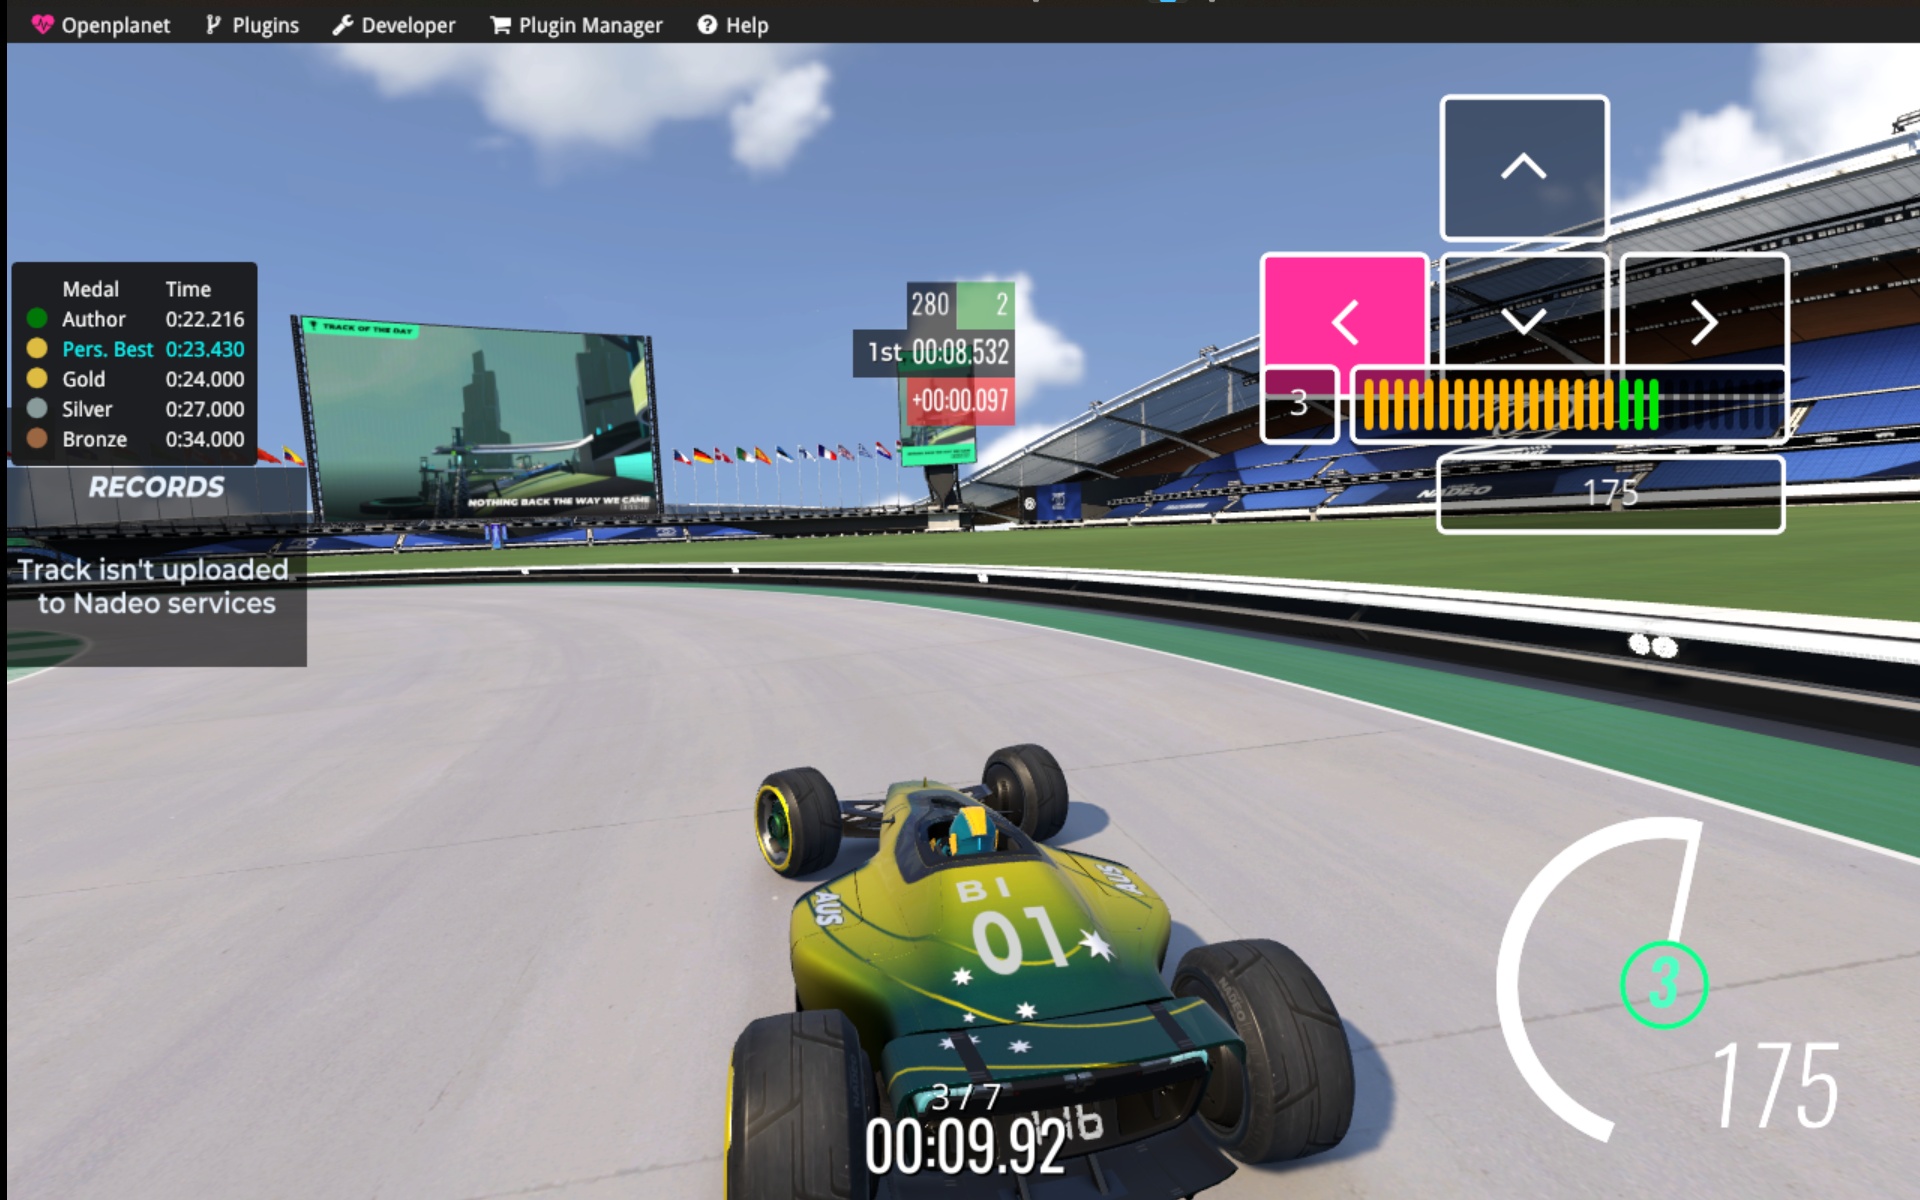 Openplanet Plugins Developer Plugin Manager Help
Medal Time
Author 0:22.216
Pers. Best 0:23.430
Gold 0:24.000
Silver 0:27.000
Bronze 0:34.000
RECORDS
Track isn't uploaded
to Nadeo services
TRACK OF THE DAY
NOTHING BACK THE WAY WE CAME
280 2
1st 00:08.532
+00:00.097
3
175
NADEO
AUS
BI
AUS
01
NADEO
3
175
3/7
00:09.92